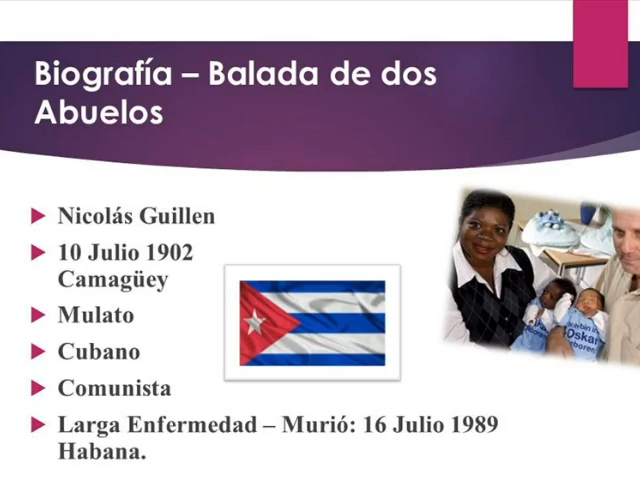 Biografía – Balada de dos
Abuelos
Nicolás Guillen
10 Julio 1902
Camagüey
Mulato
Cubano
Comunista
Larga Enfermedad – Murió: 16 Julio 1989
Habana.
Oskar